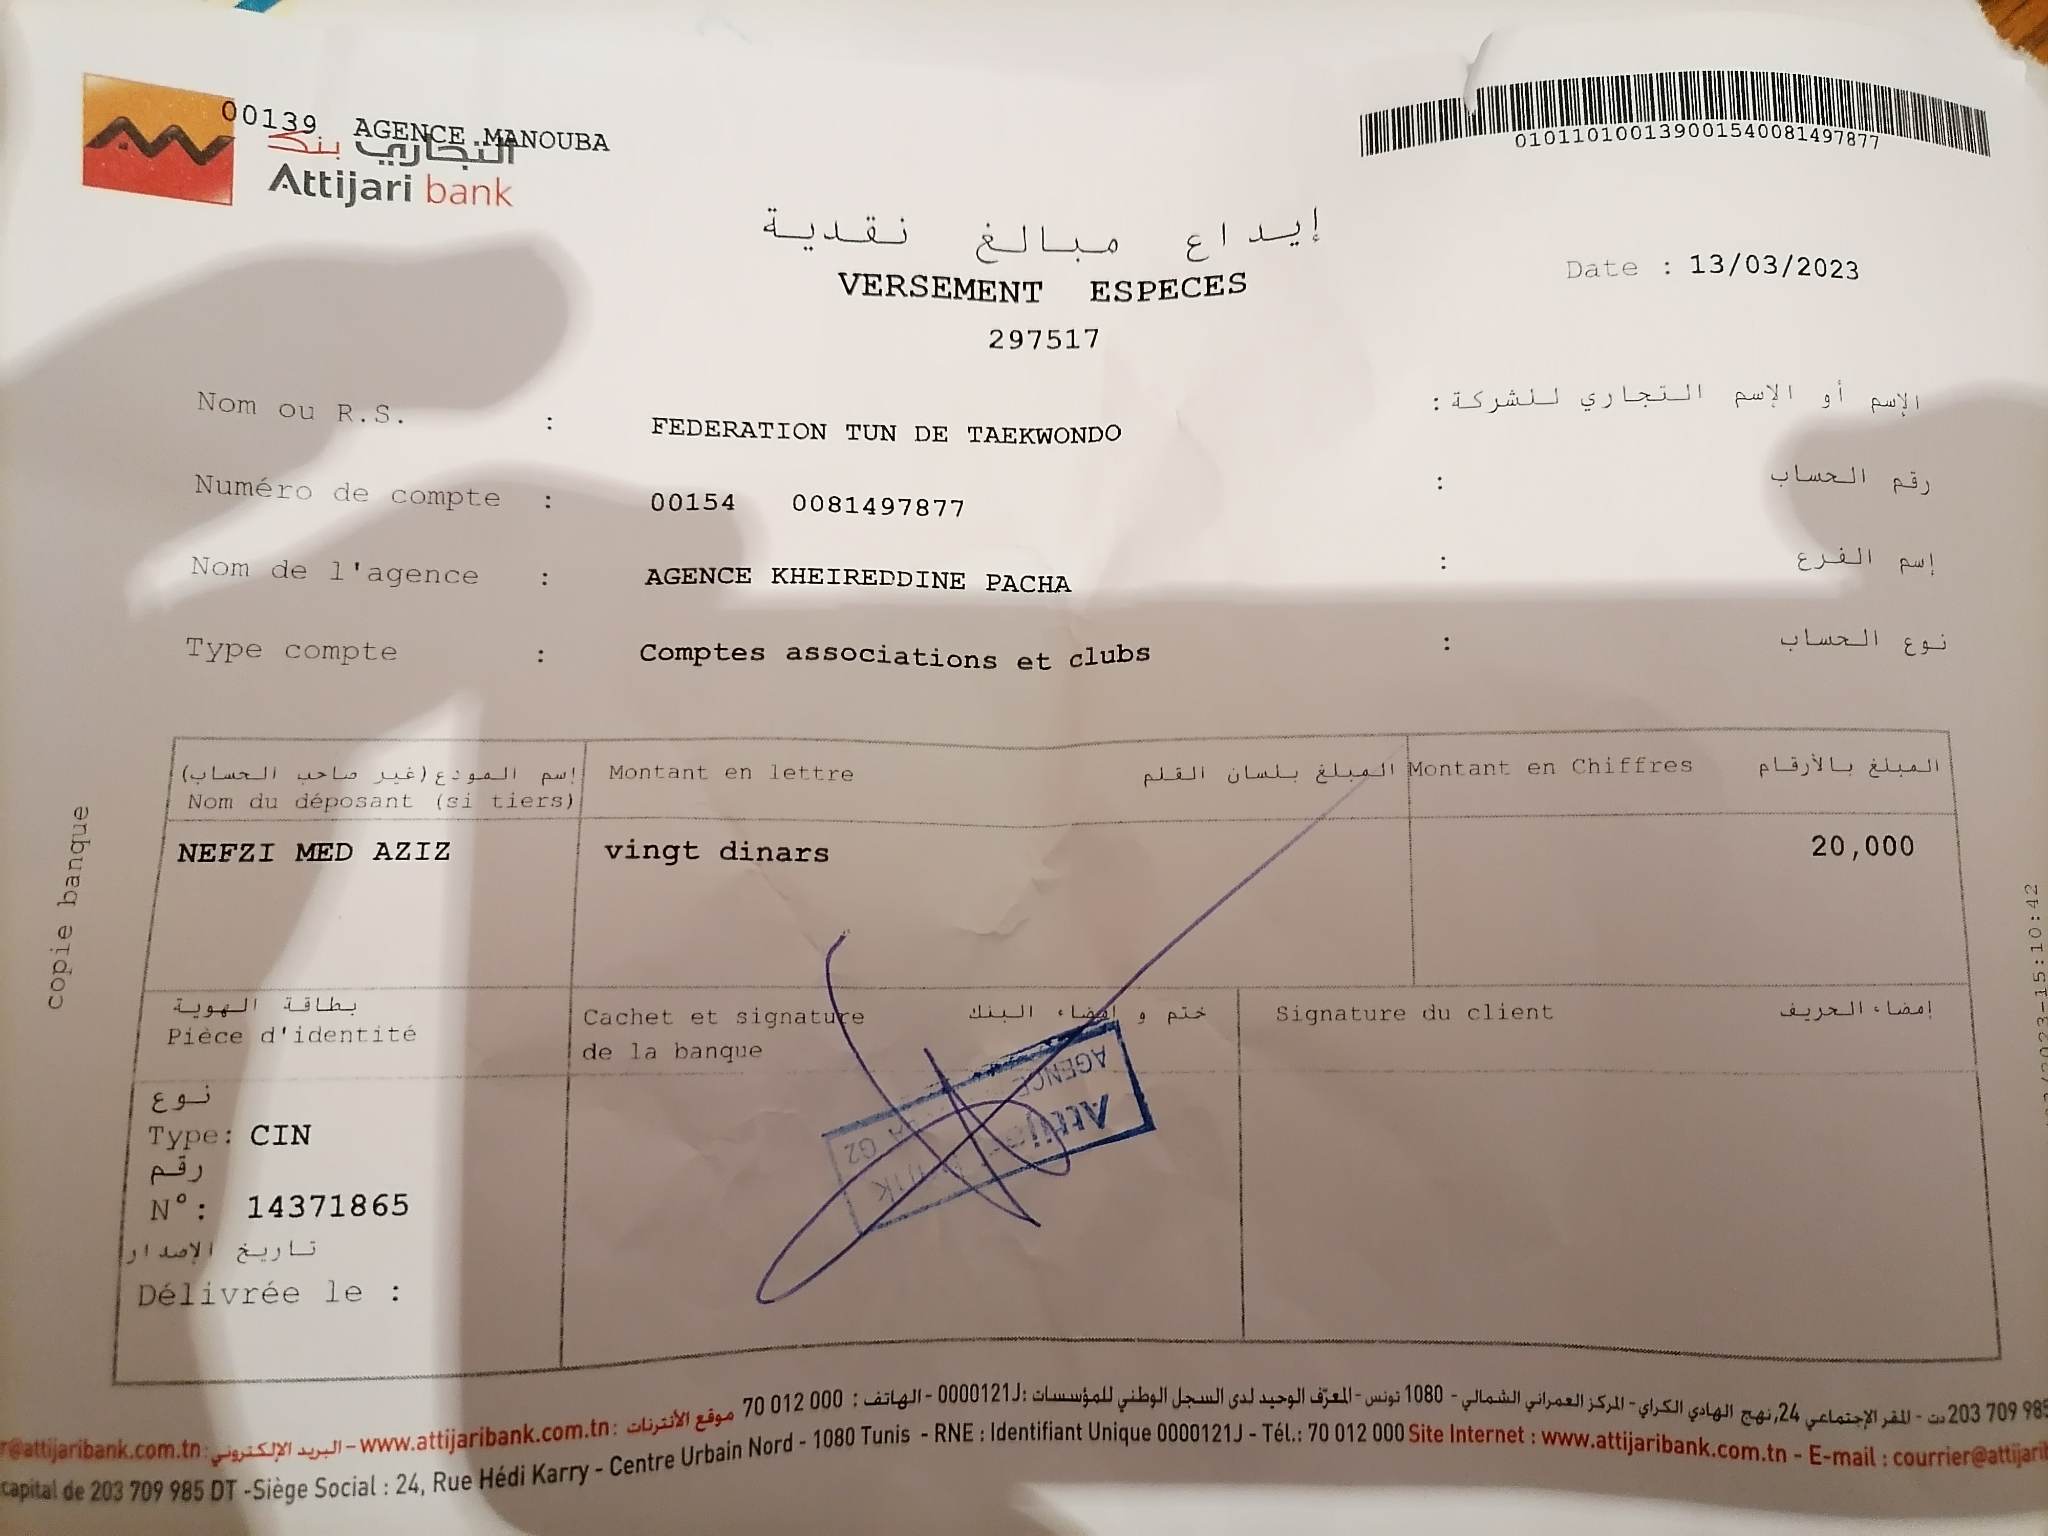 00139 AGENCE MANOUBA
التجاري بنك
Attijari bank
01011010013900154008149787​7
إيداع مبالغ نقدية
VERSEMENT ESPECES
297517
Date : 13/03/2023
Nom ou R.S. : FEDERATION TUN DE TAEKWONDO الإسم أو الإسم التجاري للشركة :
Numéro de compte : 00154 0081497877 رقم الحساب :
Nom de l'agence : AGENCE KHEIREDDINE PACHA إسم الفرع :
Type compte : Comptes associations et clubs نوع الحساب :
إسم المودع (غير صاحب الحساب)
Nom du déposant (si tiers)
Montant en lettre المبلغ بلسان القلم
Montant en Chiffres المبلغ بالأرقام
NEFZI MED AZIZ
vingt dinars
20,000
بطاقة الهوية
Pièce d'identité
Cachet et signature ختم و إمضاء البنك
de la banque
Signature du client إمضاء الحريف
نوع
Type: CIN
رقم
N°: 14371865
تاريخ الإصدار
Délivrée le :
AGENCE
Attija
G2
copie banque
2023-15:10:42
203 709 985 دت - المقر الإجتماعي 24, نهج الهادي الكراي - المركز العمراني الشمالي - 1080 تونس - المعرّف الوحيد لدى السجل الوطني للمؤسسات :0000121J - الهاتف : 70 012 000 موقع الأنترنات : www.attijaribank.com.tn - البريد الإلكتروني: r@attijaribank.com.tn
capital de 203 709 985 DT -Siège Social : 24, Rue Hédi Karry - Centre Urbain Nord - 1080 Tunis - RNE : Identifiant Unique 0000121J - Tél.: 70 012 000 Site Internet : www.attijaribank.com.tn - E-mail : courrier@attijari